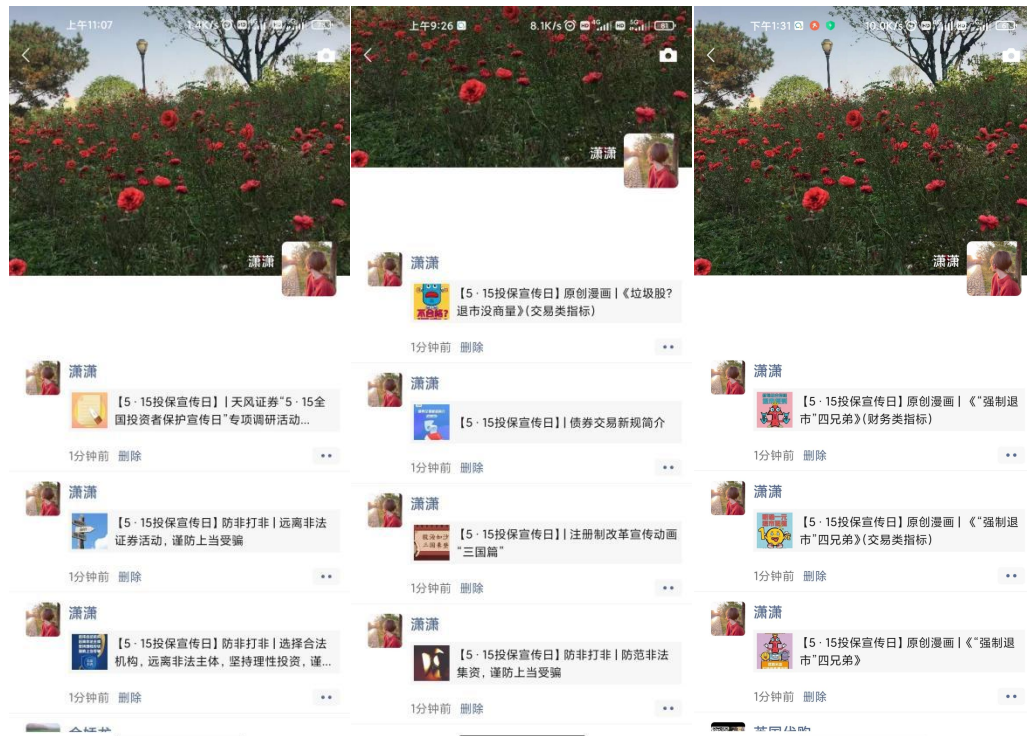 上午11:07
1.4K/s
潇潇
潇潇
【5·15投保宣传日】|天风证券“5·15全
国投资者保护宣传日”专项调研活动...
1分钟前 删除
潇潇
【5·15投保宣传日】防非打非|远离非法
证券活动，谨防上当受骗
1分钟前 删除
潇潇
【5·15投保宣传日】防非打非|选择合法
机构，远离非法主体，坚持理性投资，谨...
1分钟前 删除
上午9:26
8.1K/s 4G 5G 61
潇潇
潇潇
不合格?
【5·15投保宣传日】原创漫画|《垃圾股?
退市没商量》(交易类指标)
1分钟前 删除
潇潇
【5·15投保宣传日】|债券交易新规简介
1分钟前 删除
潇潇
【5·15投保宣传日】|注册制改革宣传动画
“三国篇”
1分钟前 删除
潇潇
【5·15投保宣传日】防非打非|防范非法
集资，谨防上当受骗
1分钟前 删除
下午1:31
10.0K/s
潇潇
潇潇
【5·15投保宣传日】原创漫画|《“强制退
市”四兄弟》(财务类指标)
1分钟前 删除
潇潇
【5·15投保宣传日】原创漫画|《“强制退
市”四兄弟》(交易类指标)
1分钟前 删除
潇潇
【5·15投保宣传日】原创漫画|《“强制退
市”四兄弟》
1分钟前 删除